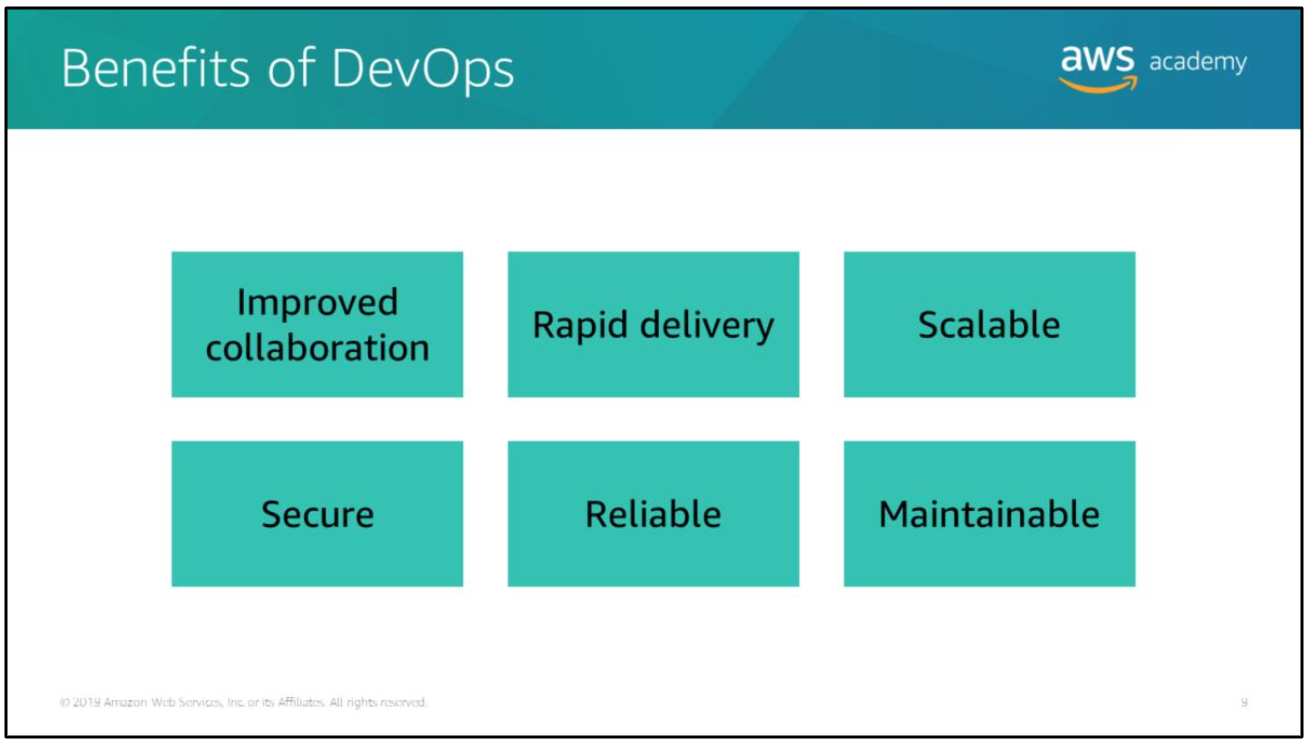 Benefits of DevOps
aws academy
Improved
collaboration
Rapid delivery
Scalable
Secure
Reliable
Maintainable
© 2019 Amazon Web Services, Inc. or its Affiliates. All rights reserved.
9